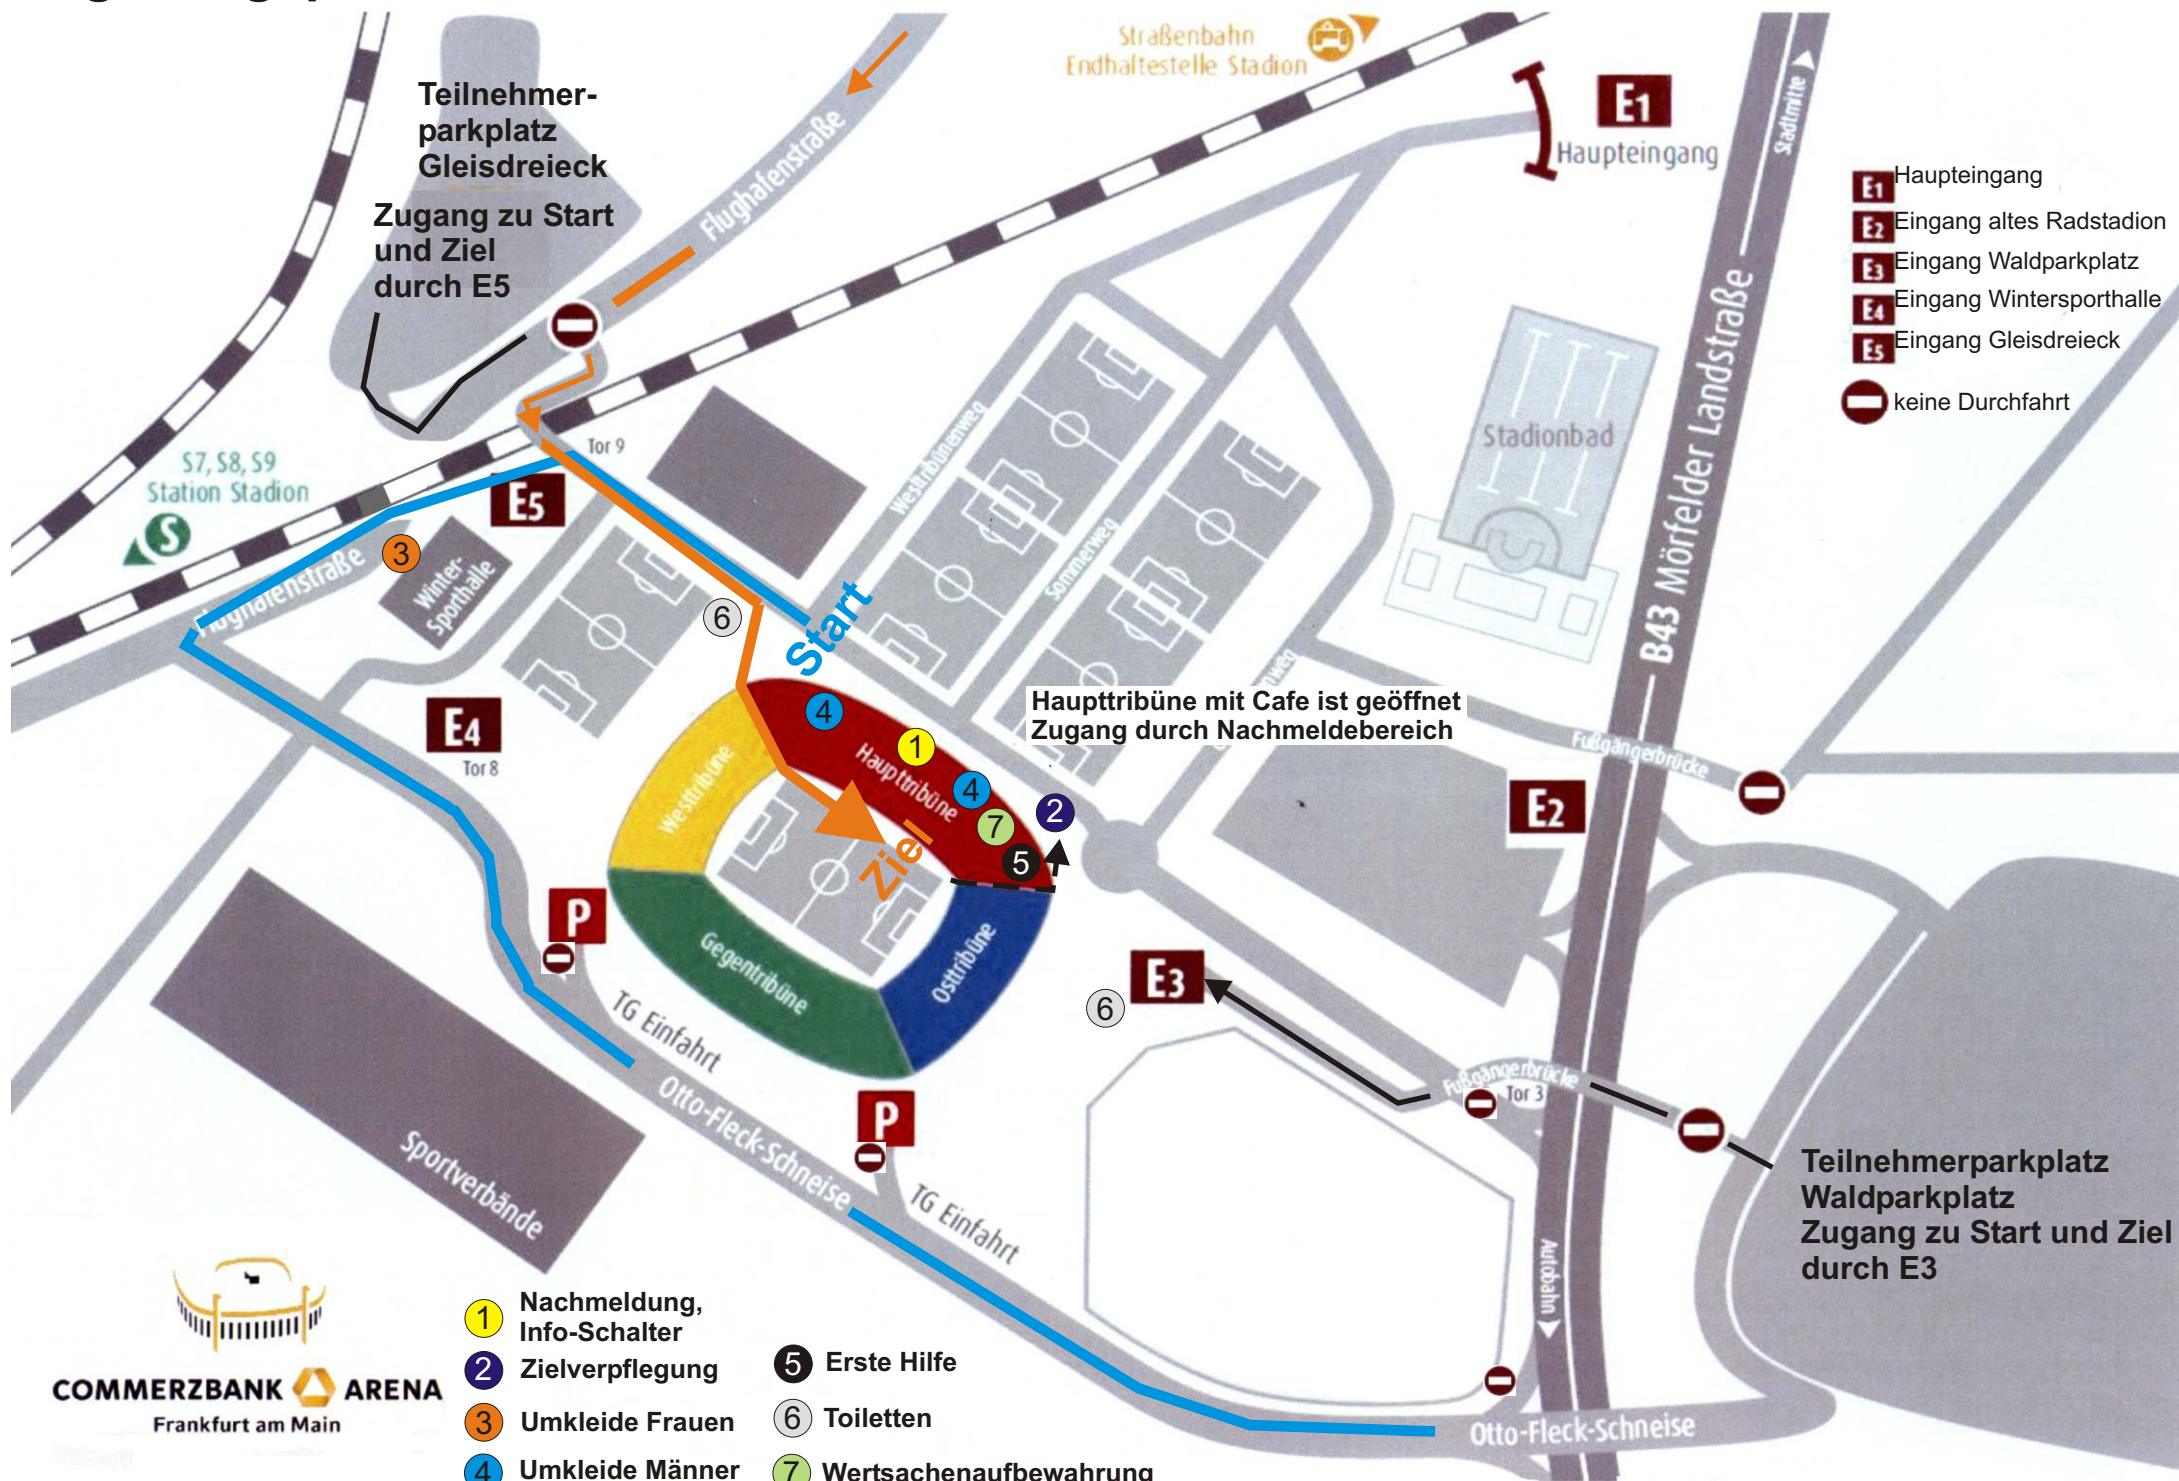 Straßenbahn
Endhaltestelle Stadion
Teilnehmer-
parkplatz
Gleisdreieck
Zugang zu Start
und Ziel
durch E5
Flughafenstraße
E1
Haupteingang
Stadtmitte
E1 Haupteingang
E2 Eingang altes Radstadion
E3 Eingang Waldparkplatz
E4 Eingang Wintersporthalle
E5 Eingang Gleisdreieck
keine Durchfahrt
B43 Mörfelder Landstraße
Stadionbad
Westtribünenweg
Sommerweg
Tor 9
S7, S8, S9
Station Stadion
S
E5
3
Flughafenstraße
Winter-
Sporthalle
6
Start
E4
Tor 8
Haupttribüne mit Cafe ist geöffnet
Zugang durch Nachmeldebereich
Fußgängerbrücke
4
1
Haupttribüne
4
7
5
2
Westtribüne
Ziel
E2
P
Gegentribüne
Osttribüne
E3
6
TG Einfahrt
Fußgängerbrücke
Tor 3
P
Otto-Fleck-Schneise
Sportverbände
TG Einfahrt
Teilnehmerparkplatz
Waldparkplatz
Zugang zu Start und Ziel
durch E3
Autobahn
Otto-Fleck-Schneise
COMMERZBANK ARENA
Frankfurt am Main
1 Nachmeldung,
Info-Schalter
2 Zielverpflegung
3 Umkleide Frauen
4 Umkleide Männer
5 Erste Hilfe
6 Toiletten
7 Wertsachenaufbewahrung